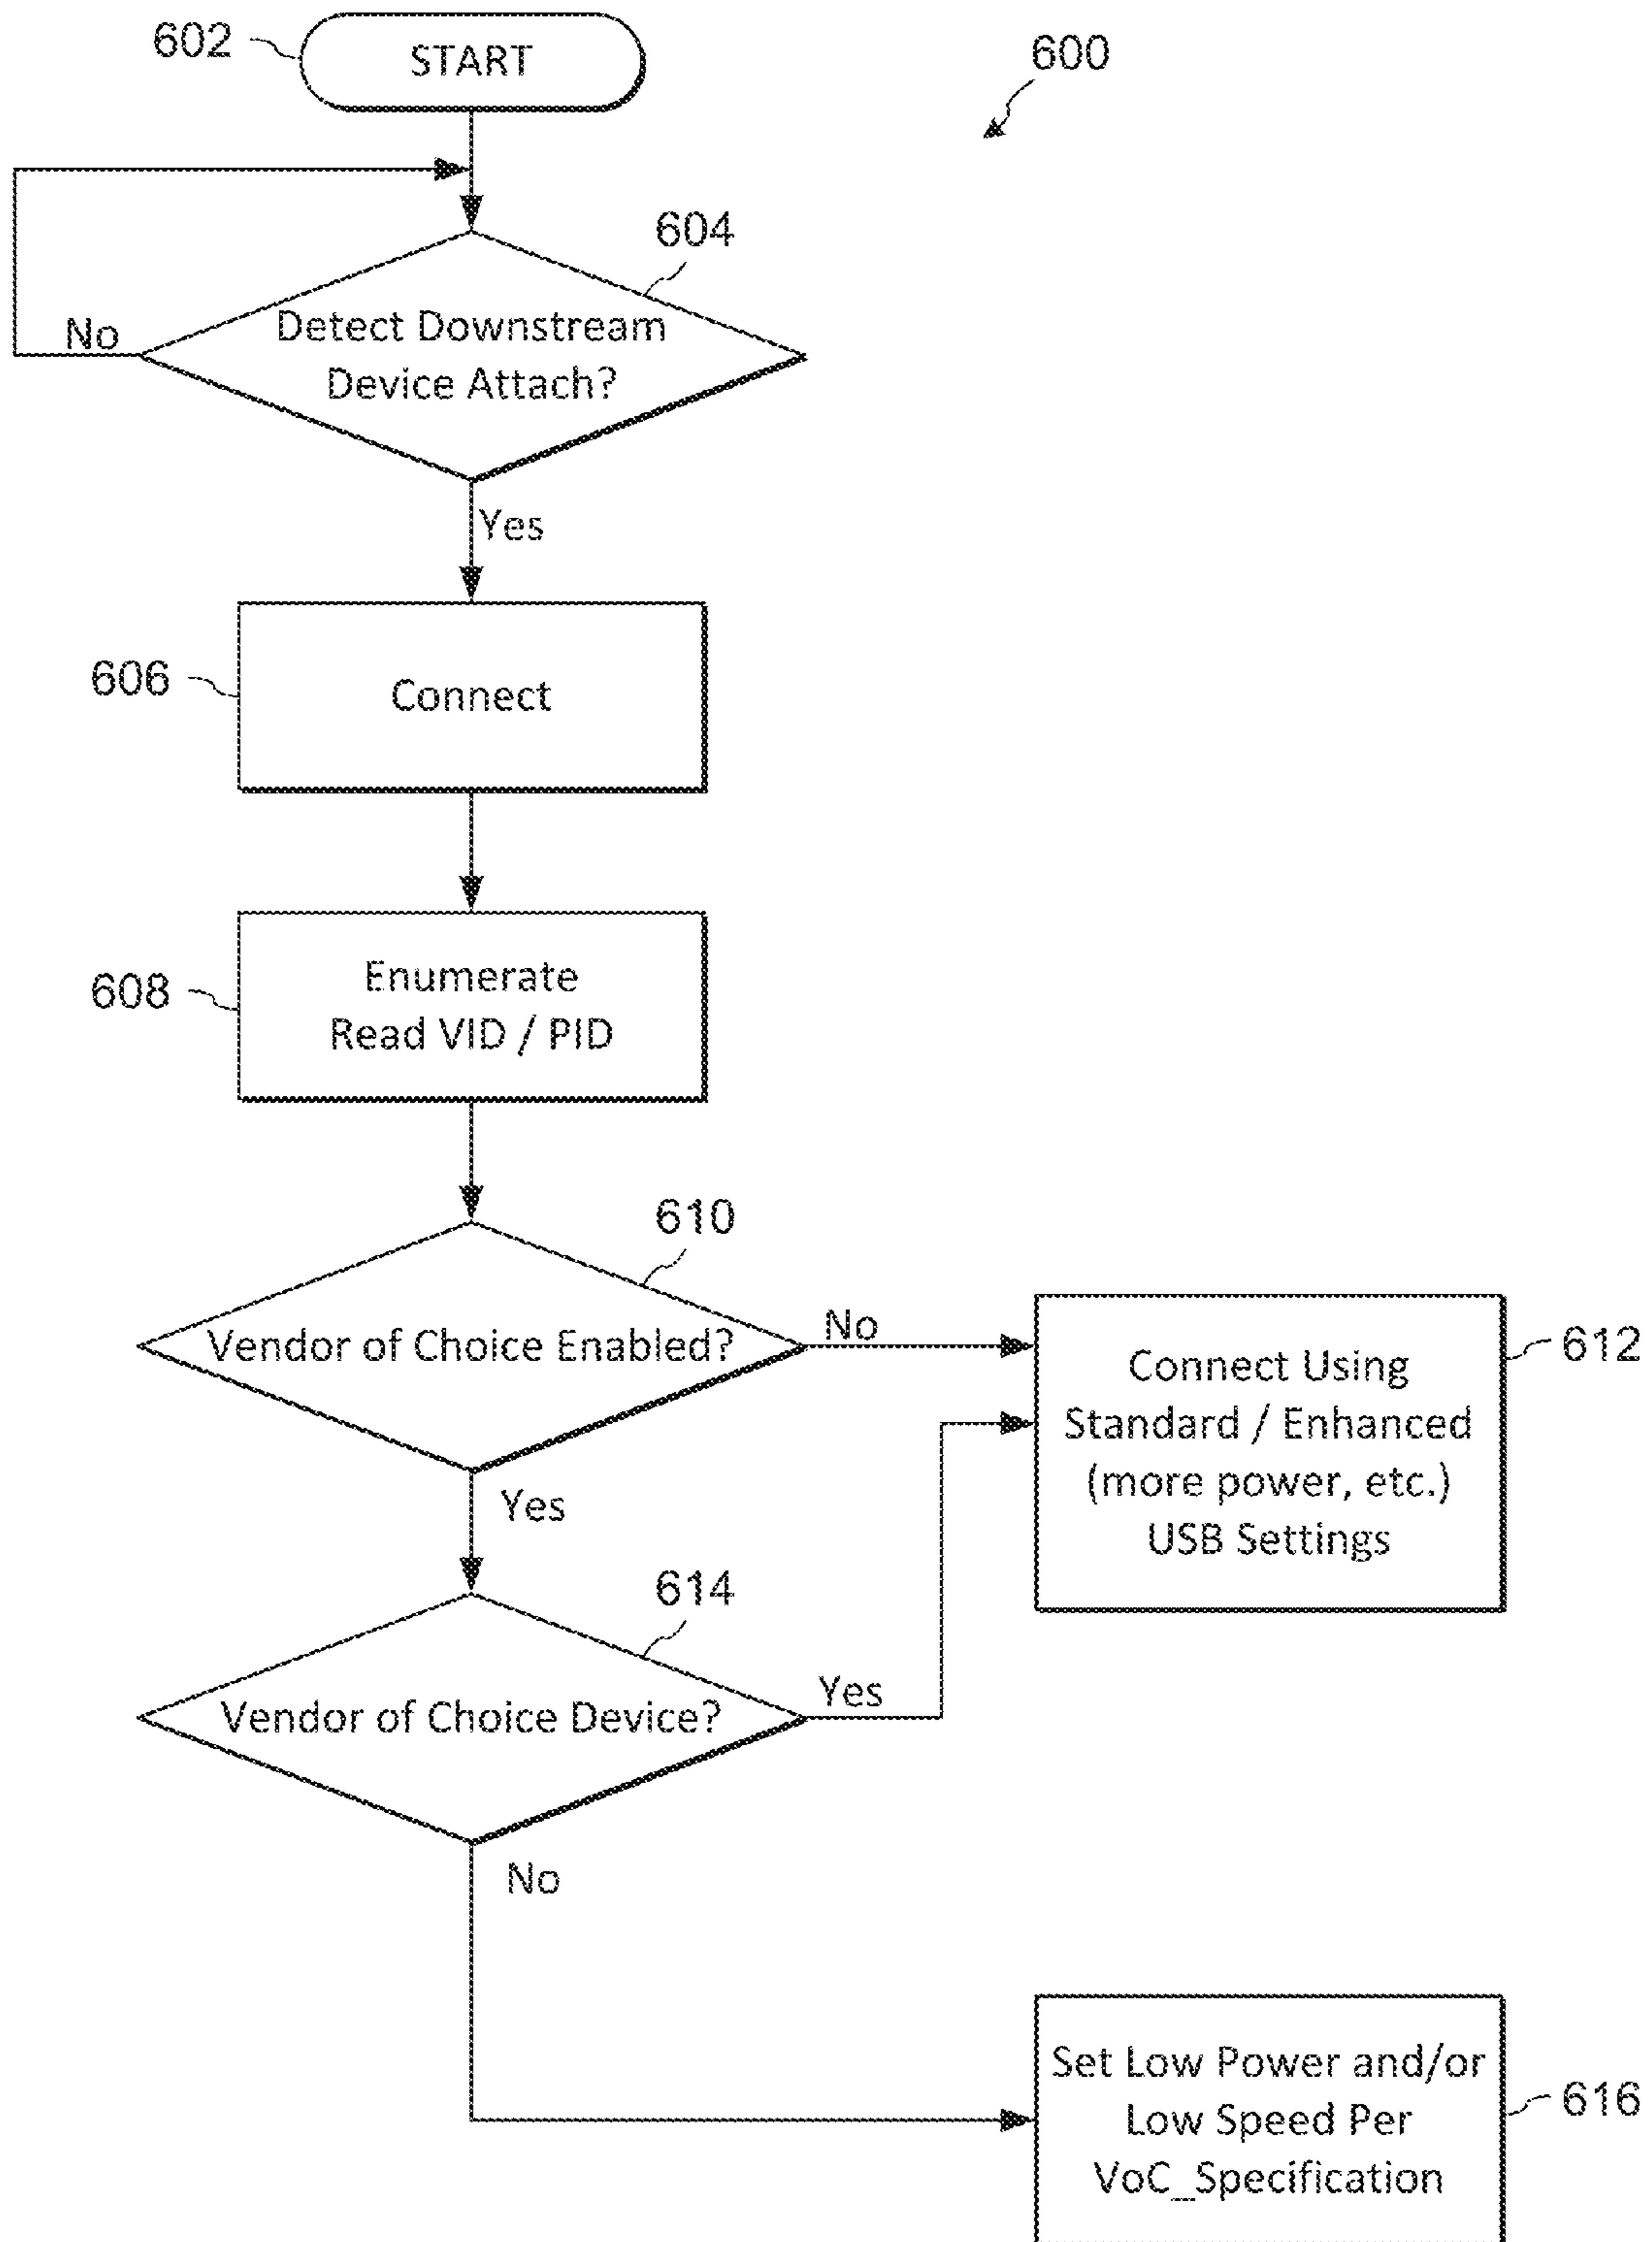 602
START
600
604
No
Detect Downstream
Device Attach?
Yes
606
Connect
608
Enumerate
Read VID / PID
610
Vendor of Choice Enabled?
No
612
Connect Using
Standard / Enhanced
(more power, etc.)
USB Settings
Yes
614
Vendor of Choice Device?
Yes
No
Set Low Power and/or
Low Speed Per
VoC_Specification
616